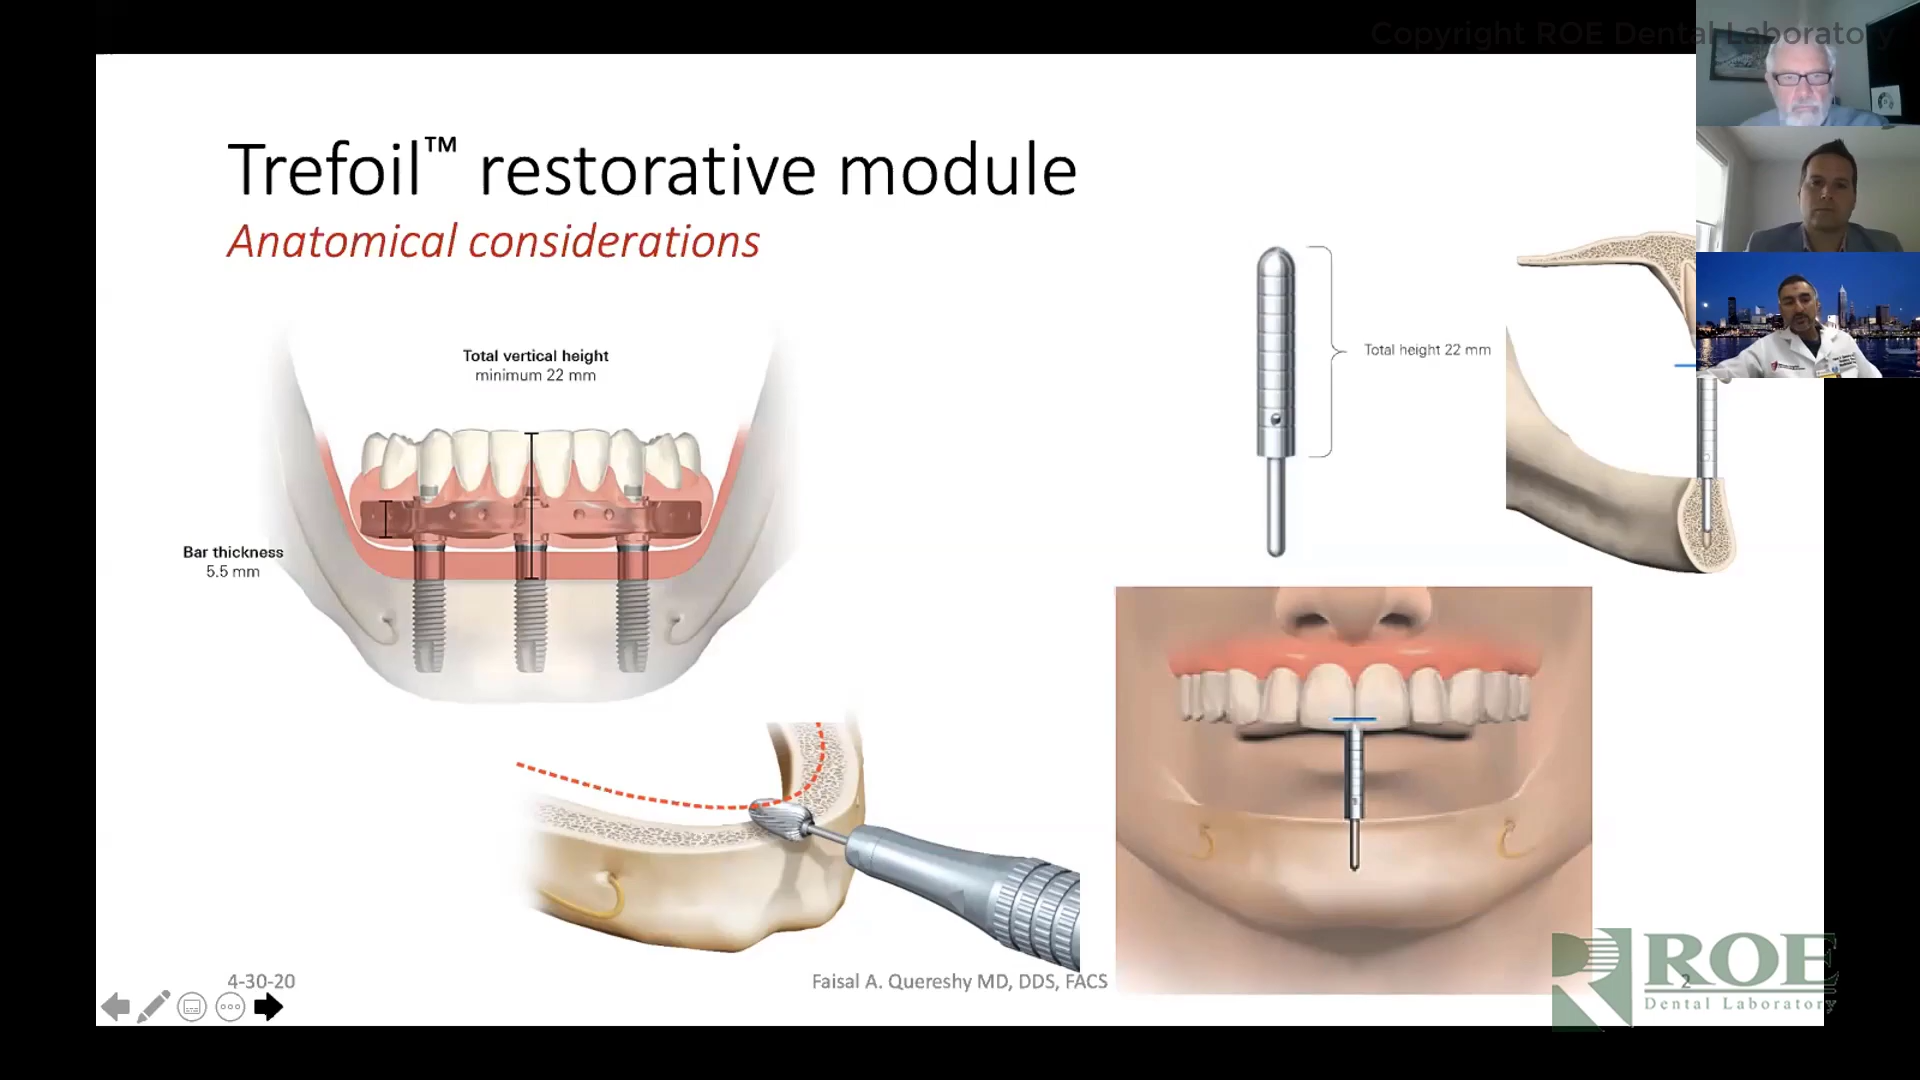 Copyright ROE Dental Laboratory
Trefoil™ restorative module
Anatomical considerations
Total vertical height
minimum 22 mm
Total height 22 mm
Bar thickness
5.5 mm
4-30-20
Faisal A. Quereshy MD, DDS, FACS
2
ROE
Dental Laboratory